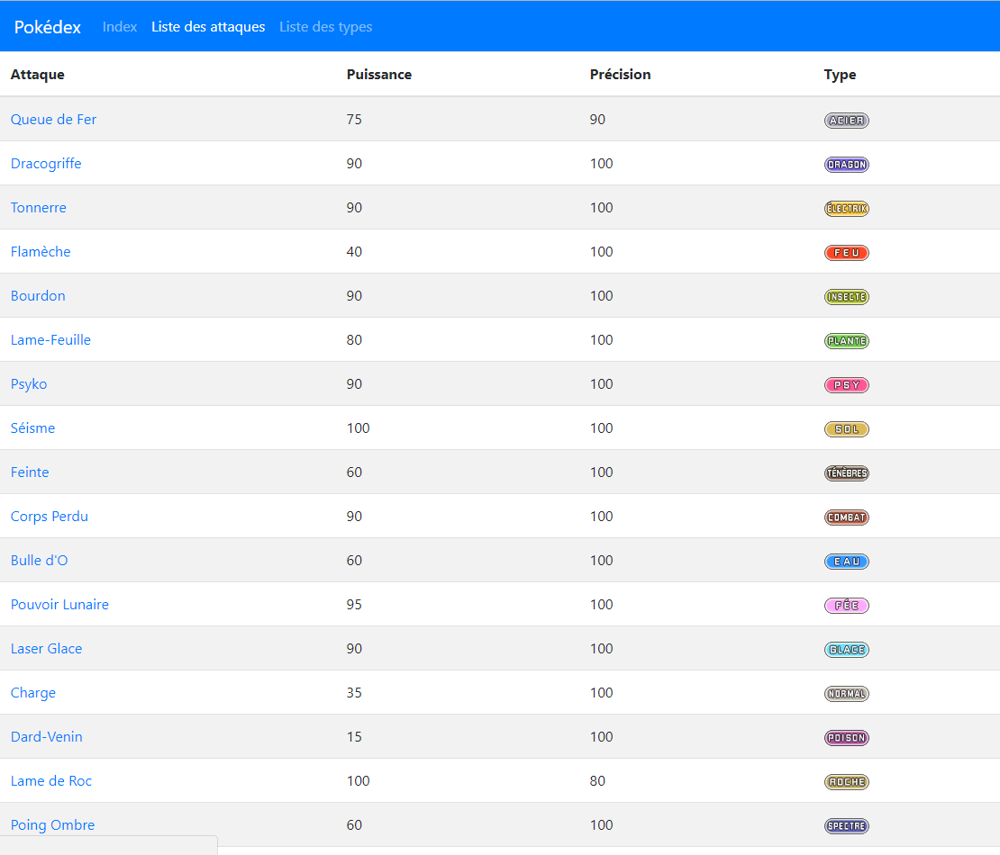 Pokédex Index Liste des attaques Liste des types
Attaque Puissance Précision Type
Queue de Fer 75 90 ACIER
Dracogriffe 90 100 DRAGON
Tonnerre 90 100 ÉLECTRIK
Flamèche 40 100 FEU
Bourdon 90 100 INSECTE
Lame-Feuille 80 100 PLANTE
Psyko 90 100 PSY
Séisme 100 100 SOL
Feinte 60 100 TÉNÈBRES
Corps Perdu 90 100 COMBAT
Bulle d'O 60 100 EAU
Pouvoir Lunaire 95 100 FÉE
Laser Glace 90 100 GLACE
Charge 35 100 NORMAL
Dard-Venin 15 100 POISON
Lame de Roc 100 80 ROCHE
Poing Ombre 60 100 SPECTRE